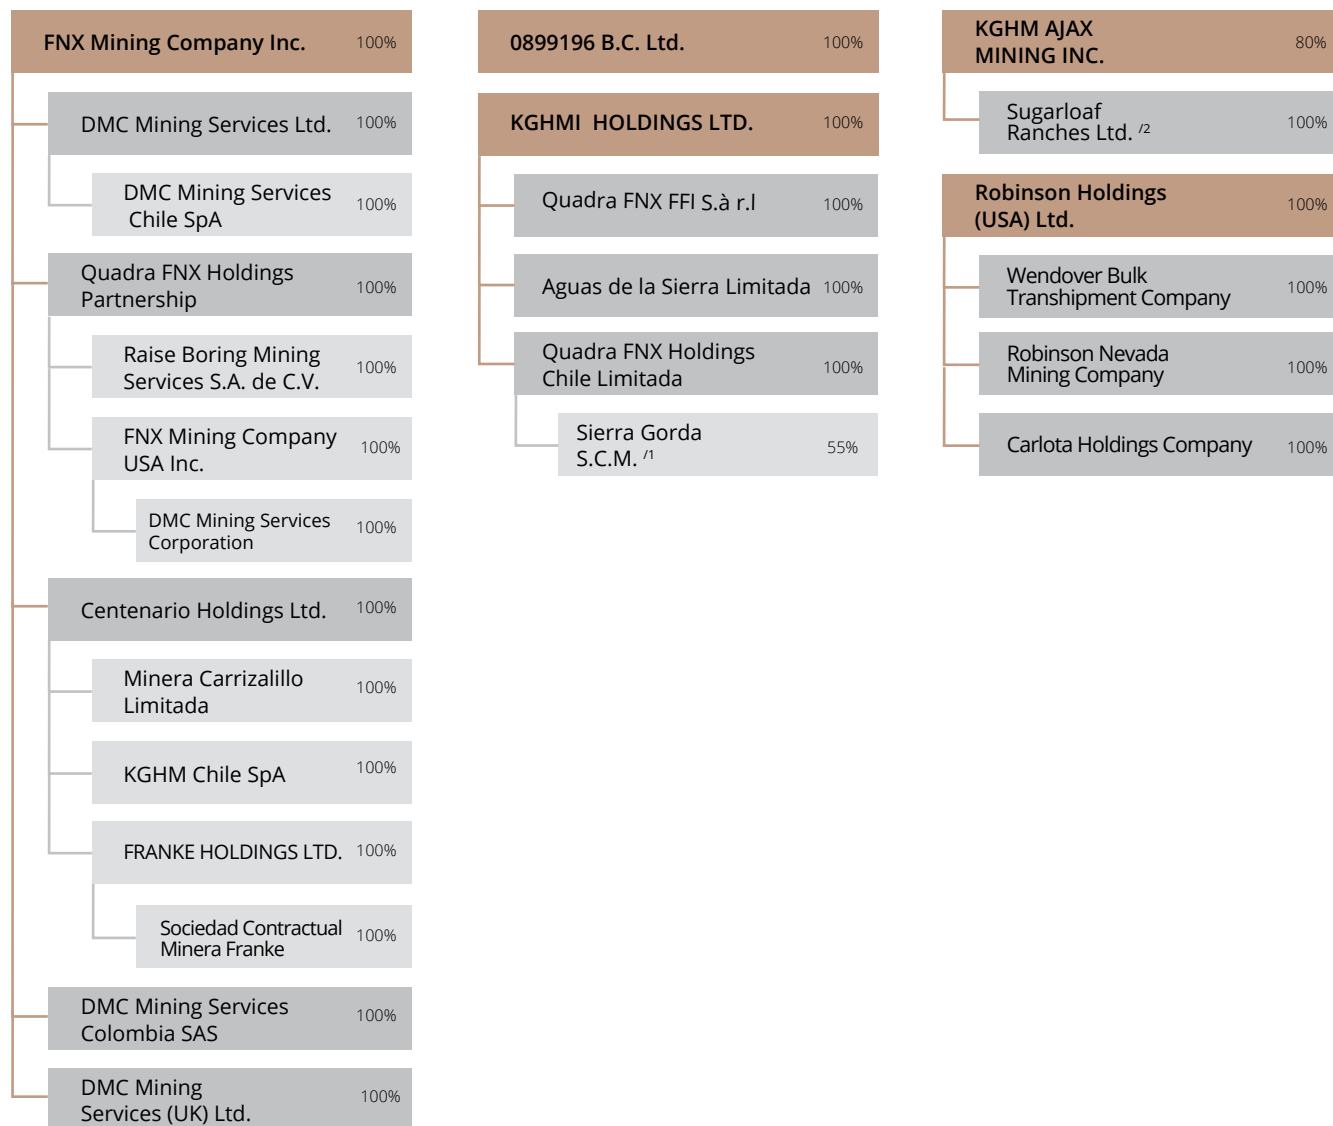 FNX Mining Company Inc. 100%
DMC Mining Services Ltd. 100%
DMC Mining Services
Chile SpA 100%
Quadra FNX Holdings
Partnership 100%
Raise Boring Mining
Services S.A. de C.V. 100%
FNX Mining Company
USA Inc. 100%
DMC Mining Services
Corporation 100%
Centenario Holdings Ltd. 100%
Minera Carrizalillo
Limitada 100%
KGHM Chile SpA 100%
FRANKE HOLDINGS LTD. 100%
Sociedad Contractual
Minera Franke 100%
DMC Mining Services
Colombia SAS 100%
DMC Mining
Services (UK) Ltd. 100%
0899196 B.C. Ltd. 100%
KGHMI HOLDINGS LTD. 100%
Quadra FNX FFI S.à r.l 100%
Aguas de la Sierra Limitada 100%
Quadra FNX Holdings
Chile Limitada 100%
Sierra Gorda
S.C.M. /1 55%
KGHM AJAX
MINING INC. 80%
Sugarloaf
Ranches Ltd. /2 100%
Robinson Holdings
(USA) Ltd. 100%
Wendover Bulk
Transhipment Company 100%
Robinson Nevada
Mining Company 100%
Carlota Holdings Company 100%